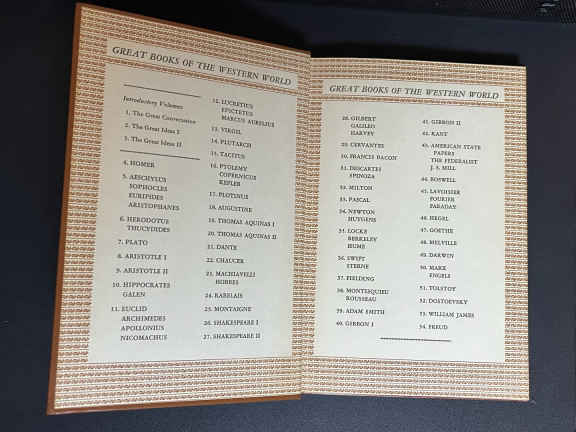 GREAT BOOKS OF THE WESTERN WORLD
Introductory Volumes:
1. The Great Conversation
2. The Great Ideas I
3. The Great Ideas II
4. HOMER
5. AESCHYLUS
SOPHOCLES
EURIPIDES
ARISTOPHANES
6. HERODOTUS
THUCYDIDES
7. PLATO
8. ARISTOTLE I
9. ARISTOTLE II
10. HIPPOCRATES
GALEN
11. EUCLID
ARCHIMEDES
APOLLONIUS
NICOMACHUS
12. LUCRETIUS
EPICTETUS
MARCUS AURELIUS
13. VIRGIL
14. PLUTARCH
15. TACITUS
16. PTOLEMY
COPERNICUS
KEPLER
17. PLOTINUS
18. AUGUSTINE
19. THOMAS AQUINAS I
20. THOMAS AQUINAS II
21. DANTE
22. CHAUCER
23. MACHIAVELLI
HOBBES
24. RABELAIS
25. MONTAIGNE
26. SHAKESPEARE I
27. SHAKESPEARE II
GREAT BOOKS OF THE WESTERN WORLD
28. GILBERT
GALILEO
HARVEY
29. CERVANTES
30. FRANCIS BACON
31. DESCARTES
SPINOZA
32. MILTON
33. PASCAL
34. NEWTON
HUYGENS
35. LOCKE
BERKELEY
HUME
36. SWIFT
STERNE
37. FIELDING
38. MONTESQUIEU
ROUSSEAU
39. ADAM SMITH
40. GIBBON I
41. GIBBON II
42. KANT
43. AMERICAN STATE
PAPERS
THE FEDERALIST
J. S. MILL
44. BOSWELL
45. LAVOISIER
FOURIER
FARADAY
46. HEGEL
47. GOETHE
48. MELVILLE
49. DARWIN
50. MARX
ENGELS
51. TOLSTOY
52. DOSTOEVSKY
53. WILLIAM JAMES
54. FREUD